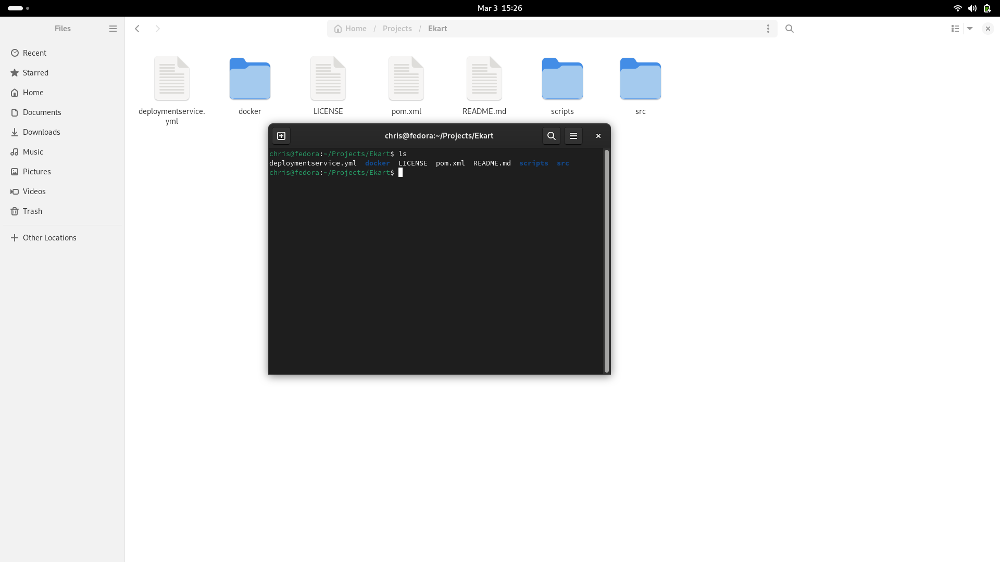 Mar 3 15:26
Files
Home / Projects / Ekart
Recent
Starred
Home
Documents
Downloads
Music
Pictures
Videos
Trash
Other Locations
deploymentservice.
yml
docker
LICENSE
pom.xml
README.md
scripts
src
chris@fedora:~/Projects/Ekart
chris@fedora:~/Projects/Ekart$ ls
deploymentservice.yml docker LICENSE pom.xml README.md scripts src
chris@fedora:~/Projects/Ekart$